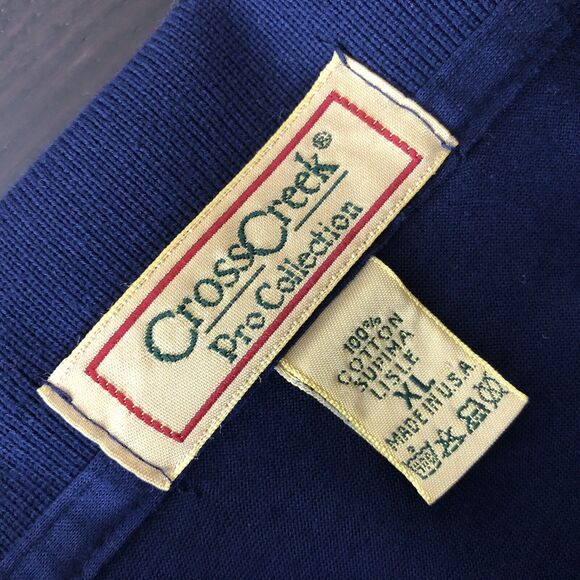 CrossCreek®
Pro Collection
100%
COTTON
SUPIMA
LISLE
XL
MADE IN U.S.A